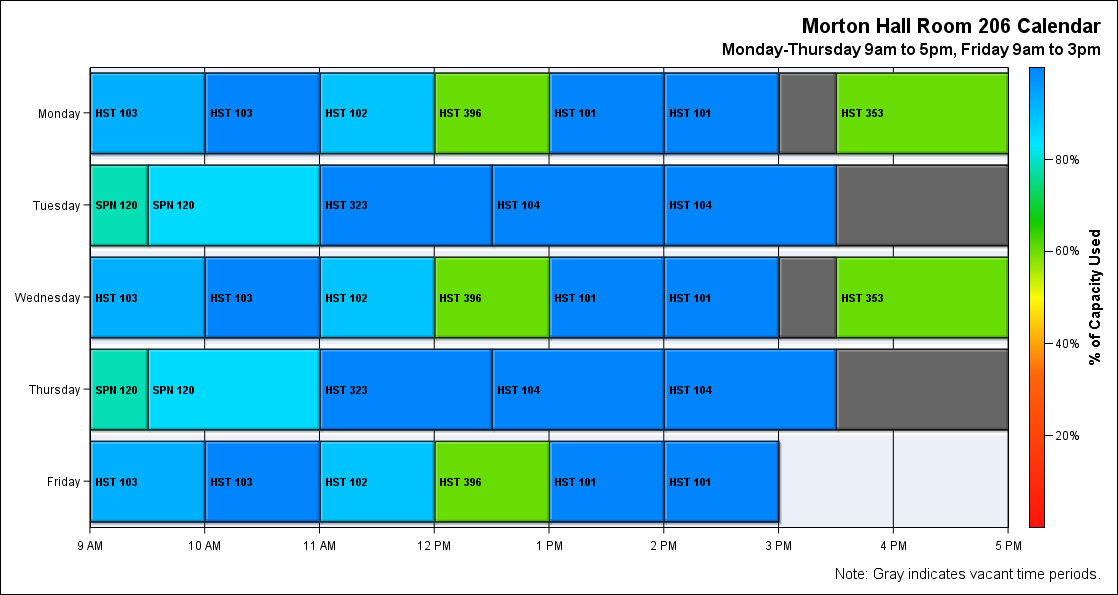 Morton Hall Room 206 Calendar
Monday-Thursday 9am to 5pm, Friday 9am to 3pm
Monday HST 103 HST 103 HST 102 HST 396 HST 101 HST 101 HST 353
Tuesday SPN 120 SPN 120 HST 323 HST 104 HST 104
Wednesday HST 103 HST 103 HST 102 HST 396 HST 101 HST 101 HST 353
Thursday SPN 120 SPN 120 HST 323 HST 104 HST 104
Friday HST 103 HST 103 HST 102 HST 396 HST 101 HST 101
9 AM 10 AM 11 AM 12 PM 1 PM 2 PM 3 PM 4 PM 5 PM
80%
60%
40%
20%
% of Capacity Used
Note: Gray indicates vacant time periods.